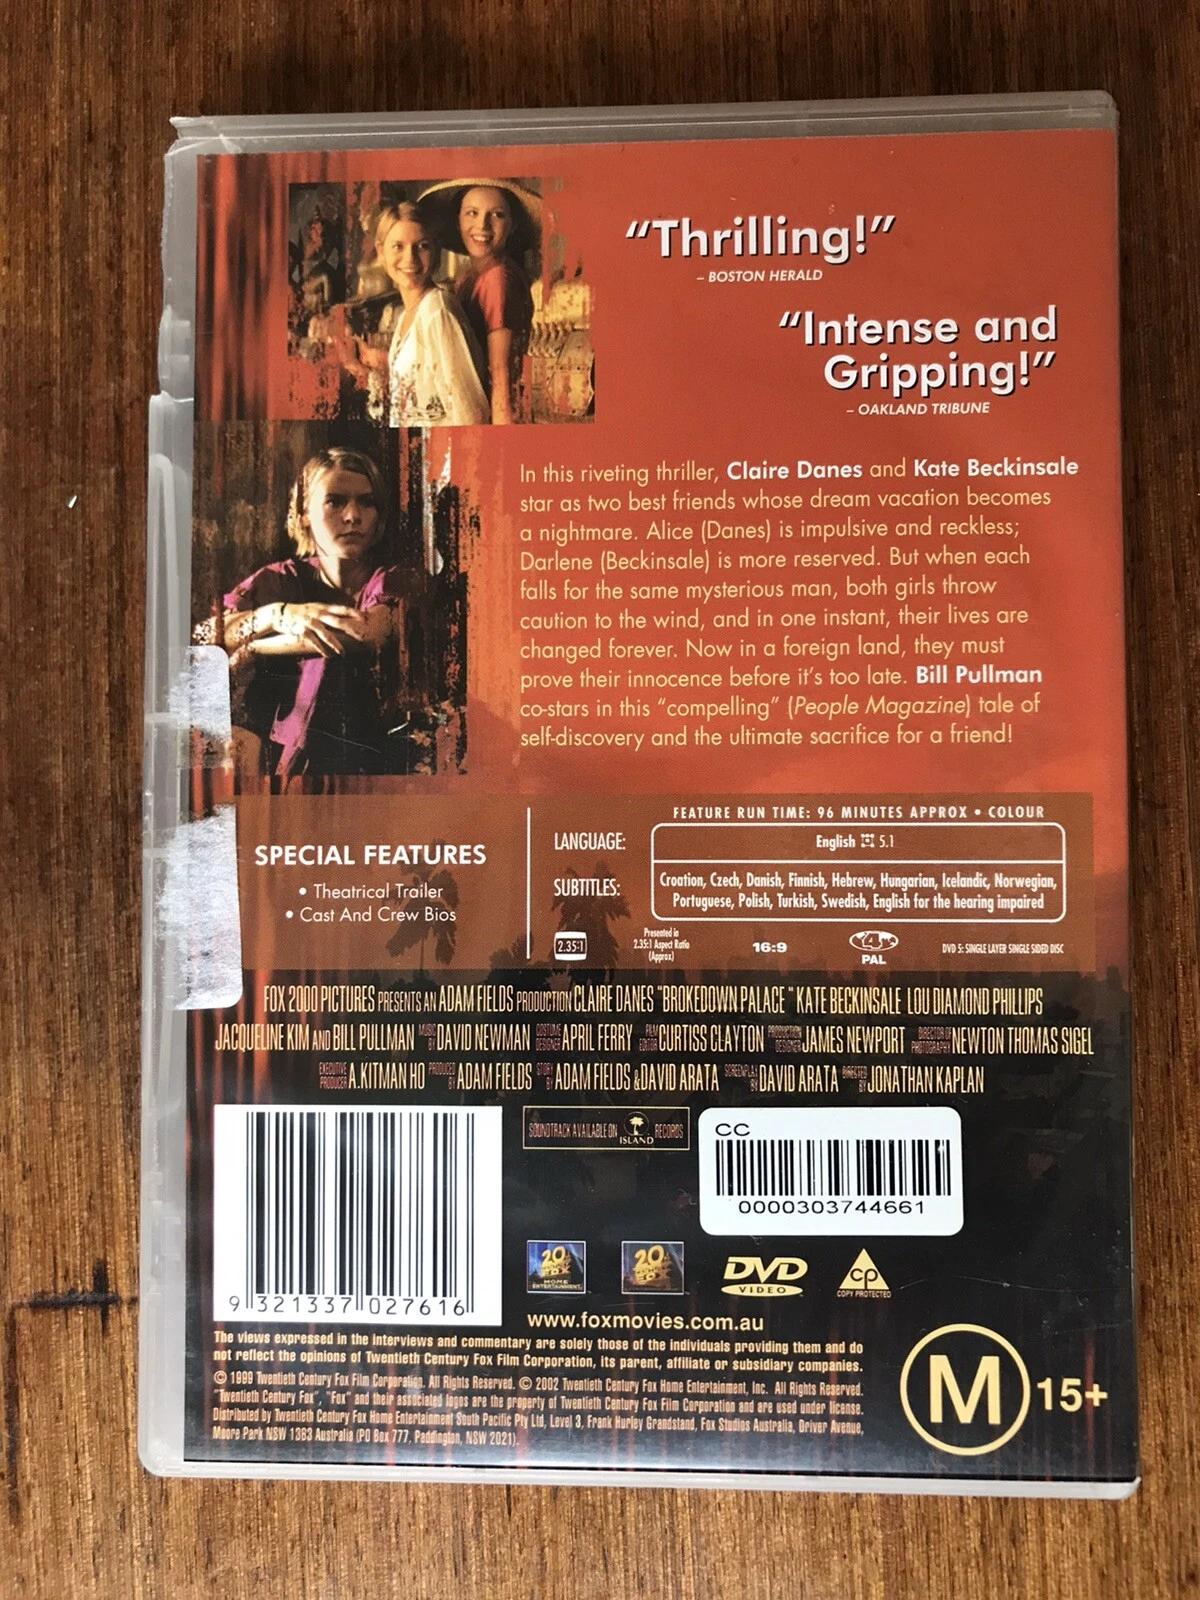 “Thrilling!”
– BOSTON HERALD
“Intense and
Gripping!”
– OAKLAND TRIBUNE
In this riveting thriller, Claire Danes and Kate Beckinsale
star as two best friends whose dream vacation becomes
a nightmare. Alice (Danes) is impulsive and reckless;
Darlene (Beckinsale) is more reserved. But when each
falls for the same mysterious man, both girls throw
caution to the wind, and in one instant, their lives are
changed forever. Now in a foreign land, they must
prove their innocence before it’s too late. Bill Pullman
co-stars in this “compelling” (People Magazine) tale of
self-discovery and the ultimate sacrifice for a friend!
SPECIAL FEATURES
• Theatrical Trailer
• Cast And Crew Bios
FEATURE RUN TIME: 96 MINUTES APPROX • COLOUR
LANGUAGE:
English 5.1
SUBTITLES:
Croation, Czech, Danish, Finnish, Hebrew, Hungarian, Icelandic, Norwegian,
Portuguese, Polish, Turkish, Swedish, English for the hearing impaired
2.35:1
Presented in
2.35:1 Aspect Ratio
(Approx)
16:9
4
PAL
DVD 5: SINGLE LAYER SINGLE SIDED DISC
FOX 2000 PICTURES PRESENTS AN ADAM FIELDS PRODUCTION CLAIRE DANES "BROKEDOWN PALACE" KATE BECKINSALE LOU DIAMOND PHILLIPS
JACQUELINE KIM AND BILL PULLMAN MUSIC BY DAVID NEWMAN COSTUME DESIGNER APRIL FERRY FILM EDITOR CURTISS CLAYTON PRODUCTION DESIGNER JAMES NEWPORT DIRECTOR OF PHOTOGRAPHY NEWTON THOMAS SIGEL
EXECUTIVE PRODUCER A.KITMAN HO PRODUCED BY ADAM FIELDS STORY BY ADAM FIELDS & DAVID ARATA SCREENPLAY BY DAVID ARATA DIRECTED BY JONATHAN KAPLAN
SOUNDTRACK AVAILABLE ON ISLAND RECORDS
CC
0000303744661
9 321337 027616
20
FOX
HOME
ENTERTAINMENT
20
FOX
DVD
VIDEO
cp
COPY PROTECTED
www.foxmovies.com.au
The views expressed in the interviews and commentary are solely those of the individuals providing them and do
not reflect the opinions of Twentieth Century Fox Film Corporation, its parent, affiliate or subsidiary companies.
© 1999 Twentieth Century Fox Film Corporation. All Rights Reserved. © 2002 Twentieth Century Fox Home Entertainment, Inc. All Rights Reserved.
"Twentieth Century Fox", "Fox" and their associated logos are the property of Twentieth Century Fox Film Corporation and are used under license.
Distributed by Twentieth Century Fox Home Entertainment South Pacific Pty Ltd, Level 3, Frank Hurley Grandstand, Fox Studios Australia, Driver Avenue,
Moore Park NSW 1363 Australia (PO Box 777, Paddington, NSW 2021).
M 15+